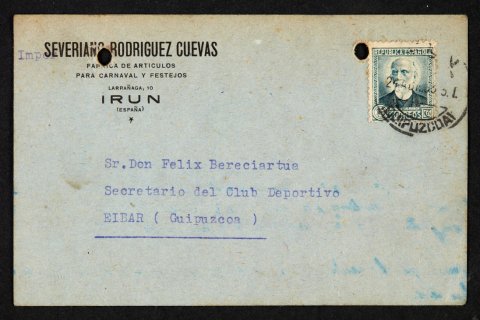 SEVERIANO RODRIGUEZ CUEVAS
FABRICA DE ARTICULOS
PARA CARNAVAL Y FESTEJOS
LARRAÑAGA, 10
IRUN
(ESPAÑA)
REPUBLICA ESPAÑOLA
CORREOS
(GUIPUZCOA)
Sr.Don Felix Bereciartua
Secretario del Club Deportivo
EIBAR ( Guipuzcoa )